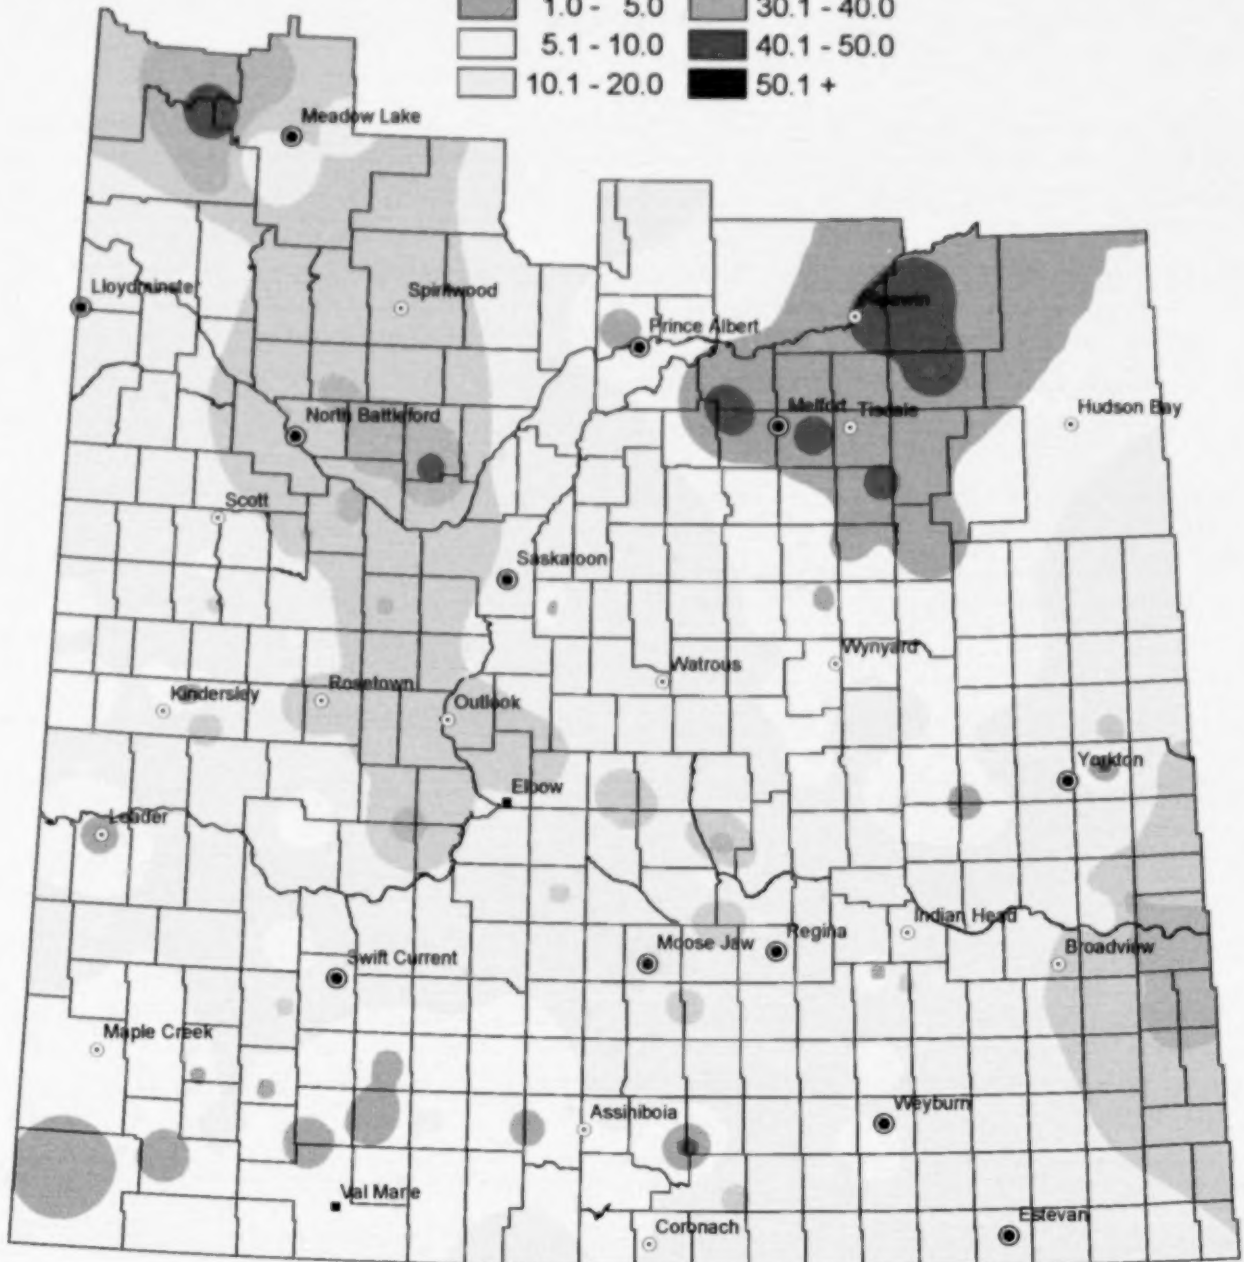 1.0 - 5.0 30.1 - 40.0
5.1 - 10.0 40.1 - 50.0
10.1 - 20.0 50.1 +
Meadow Lake
Lloydminster
Spiritwood
Nipawin
Prince Albert
North Battleford
Melfort Tisdale
Hudson Bay
Scott
Saskatoon
Wynyard
Watrous
Kindersley
Rosetown
Outlook
Yorkton
Elbow
Leader
Indian Head
Regina
Moose Jaw
Broadview
Swift Current
Maple Creek
Assiniboia
Weyburn
Val Marie
Estevan
Coronach